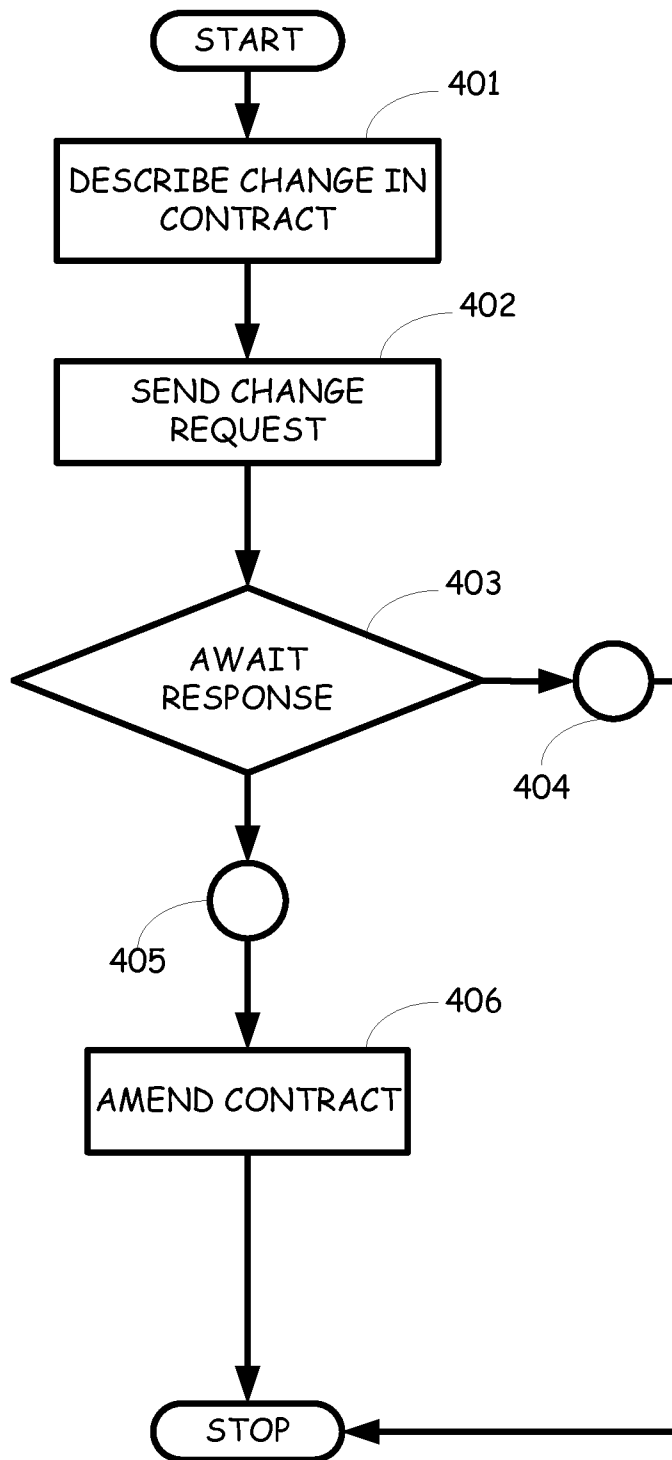 START
401
DESCRIBE CHANGE IN
CONTRACT
402
SEND CHANGE
REQUEST
403
AWAIT
RESPONSE
404
405
406
AMEND CONTRACT
STOP